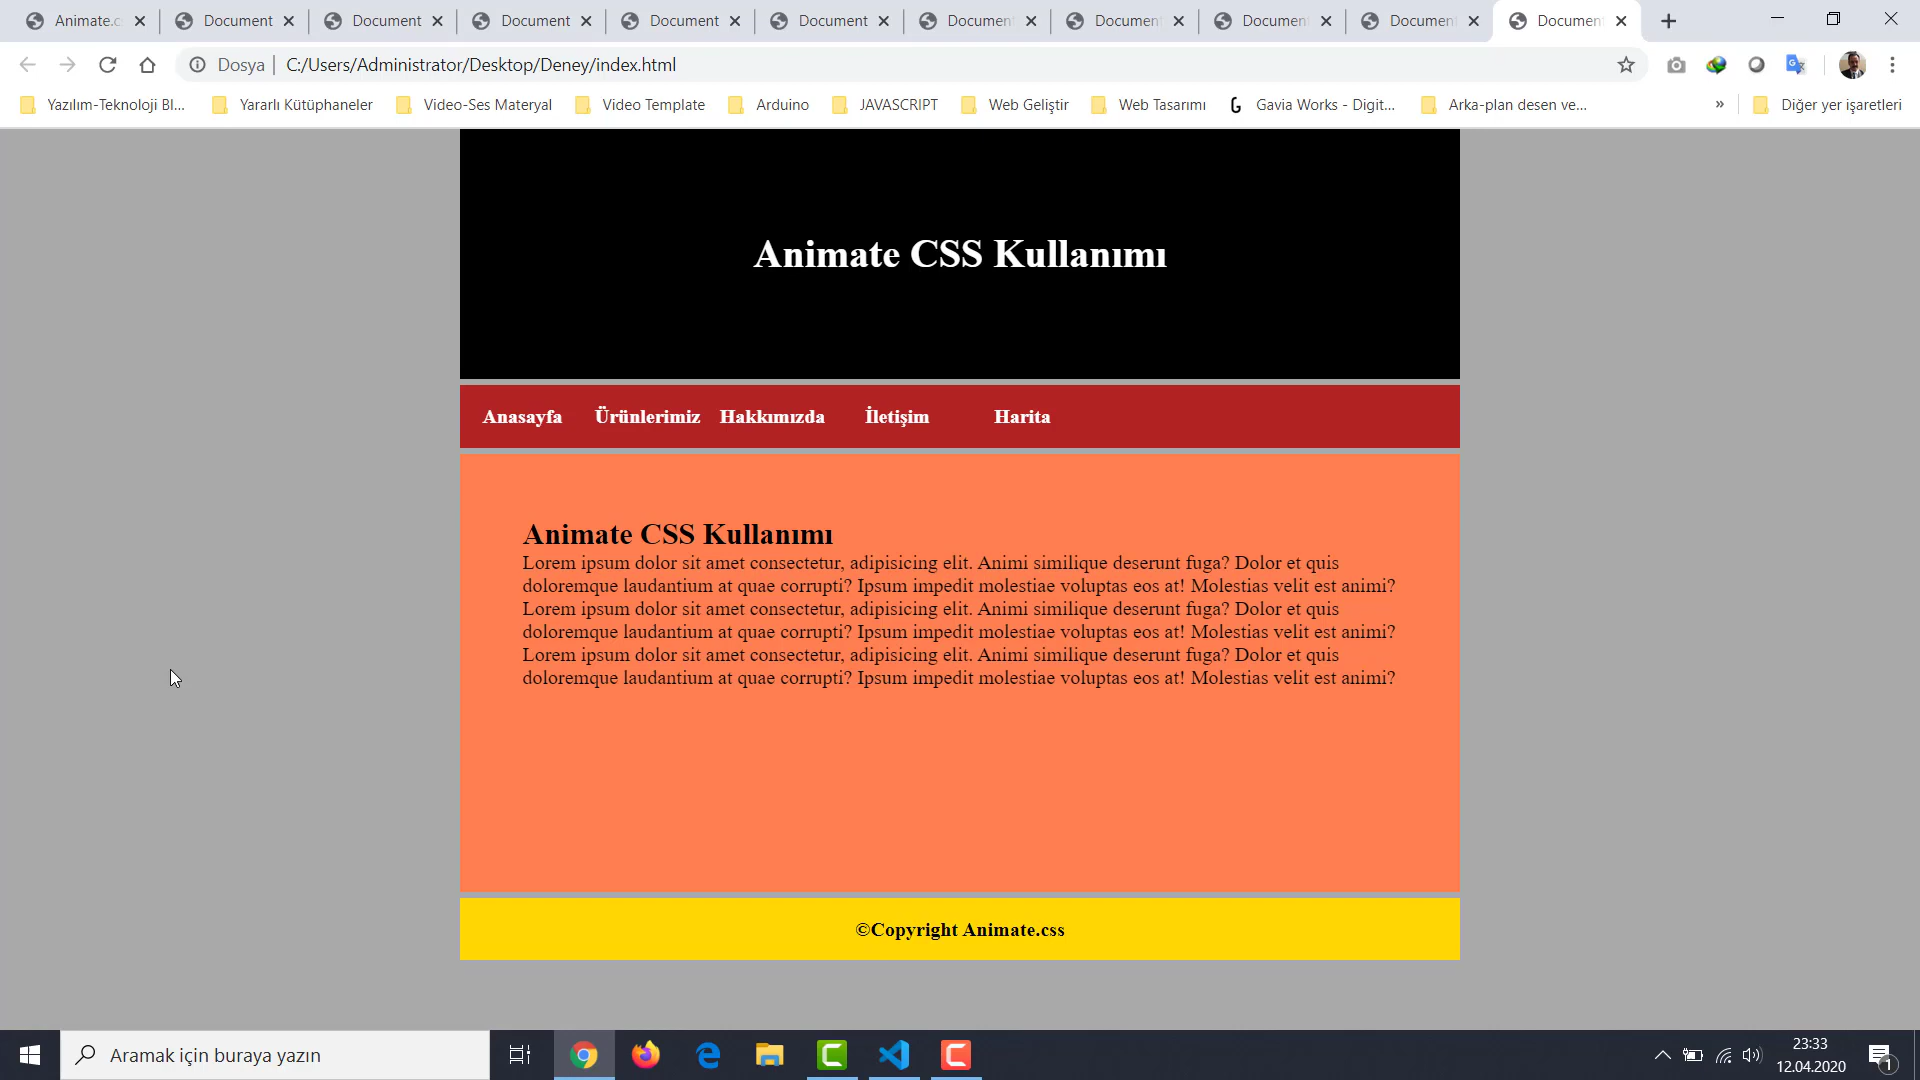 Animate.c
Document
Document
Document
Document
Document
Document
Document
Document
Document
Document
Dosya
C:/Users/Administrator/Desktop/Deney/index.html
Yazılım-Teknoloji Bl...
Yararlı Kütüphaneler
Video-Ses Materyal
Video Template
Arduino
JAVASCRIPT
Web Geliştir
Web Tasarımı
Gavia Works - Digit...
Arka-plan desen ve...
»
Diğer yer işaretleri
Animate CSS Kullanımı
Anasayfa Ürünlerimiz Hakkımızda İletişim Harita
Animate CSS Kullanımı
Lorem ipsum dolor sit amet consectetur, adipisicing elit. Animi similique deserunt fuga? Dolor et quis
doloremque laudantium at quae corrupti? Ipsum impedit molestiae voluptas eos at! Molestias velit est animi?
Lorem ipsum dolor sit amet consectetur, adipisicing elit. Animi similique deserunt fuga? Dolor et quis
doloremque laudantium at quae corrupti? Ipsum impedit molestiae voluptas eos at! Molestias velit est animi?
Lorem ipsum dolor sit amet consectetur, adipisicing elit. Animi similique deserunt fuga? Dolor et quis
doloremque laudantium at quae corrupti? Ipsum impedit molestiae voluptas eos at! Molestias velit est animi?
©Copyright Animate.css
Aramak için buraya yazın
23:33
12.04.2020
1